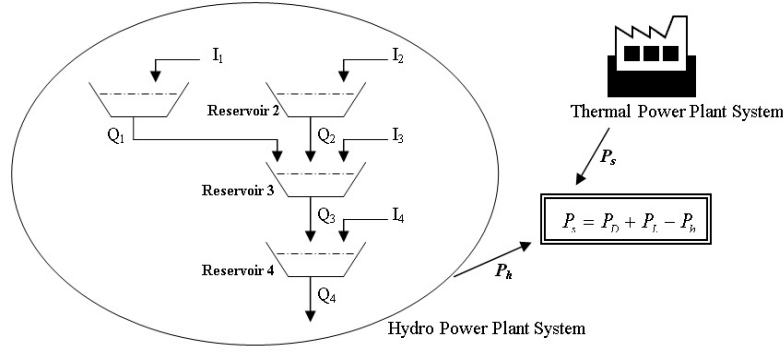 I1
I2
Reservoir 2
Thermal Power Plant System
Q1
Q2
I3
Ps
Reservoir 3
Ps = PD + PL − Ph
Q3
I4
Reservoir 4
Ph
Q4
Hydro Power Plant System